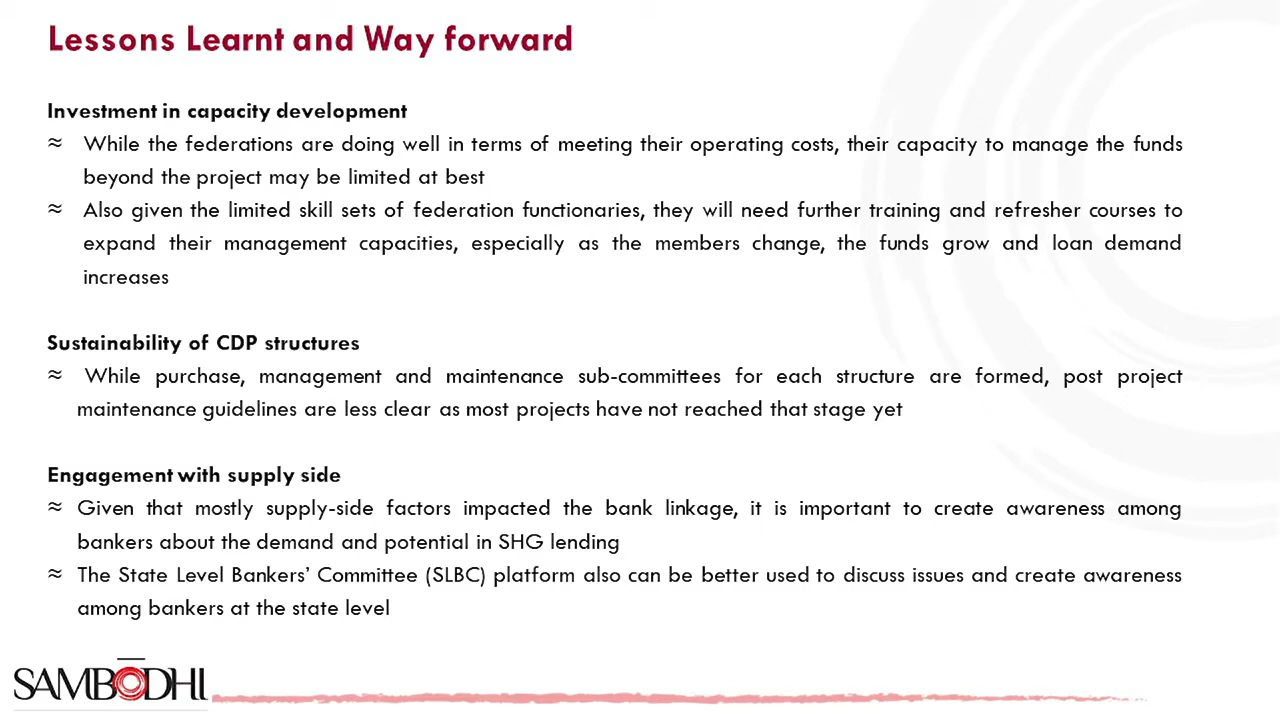 Lessons Learnt and Way forward
Investment in capacity development
≈ While the federations are doing well in terms of meeting their operating costs, their capacity to manage the funds
beyond the project may be limited at best
≈ Also given the limited skill sets of federation functionaries, they will need further training and refresher courses to
expand their management capacities, especially as the members change, the funds grow and loan demand
increases
Sustainability of CDP structures
≈ While purchase, management and maintenance sub-committees for each structure are formed, post project
maintenance guidelines are less clear as most projects have not reached that stage yet
Engagement with supply side
≈ Given that mostly supply-side factors impacted the bank linkage, it is important to create awareness among
bankers about the demand and potential in SHG lending
≈ The State Level Bankers’ Committee (SLBC) platform also can be better used to discuss issues and create awareness
among bankers at the state level
SAMBŌDHI